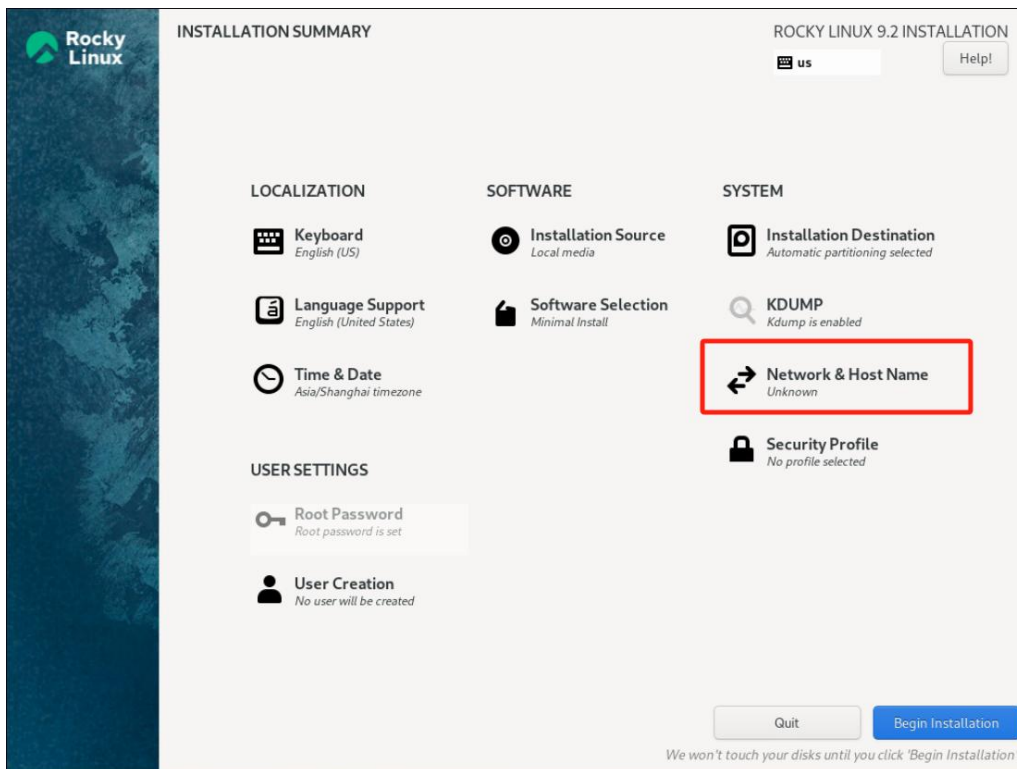 Rocky
Linux
INSTALLATION SUMMARY
ROCKY LINUX 9.2 INSTALLATION
us
Help!
LOCALIZATION
Keyboard
English (US)
Language Support
English (United States)
Time & Date
Asia/Shanghai timezone
SOFTWARE
Installation Source
Local media
Software Selection
Minimal Install
SYSTEM
Installation Destination
Automatic partitioning selected
KDUMP
Kdump is enabled
Network & Host Name
Unknown
Security Profile
No profile selected
USER SETTINGS
Root Password
Root password is set
User Creation
No user will be created
Quit
Begin Installation
We won't touch your disks until you click 'Begin Installation'